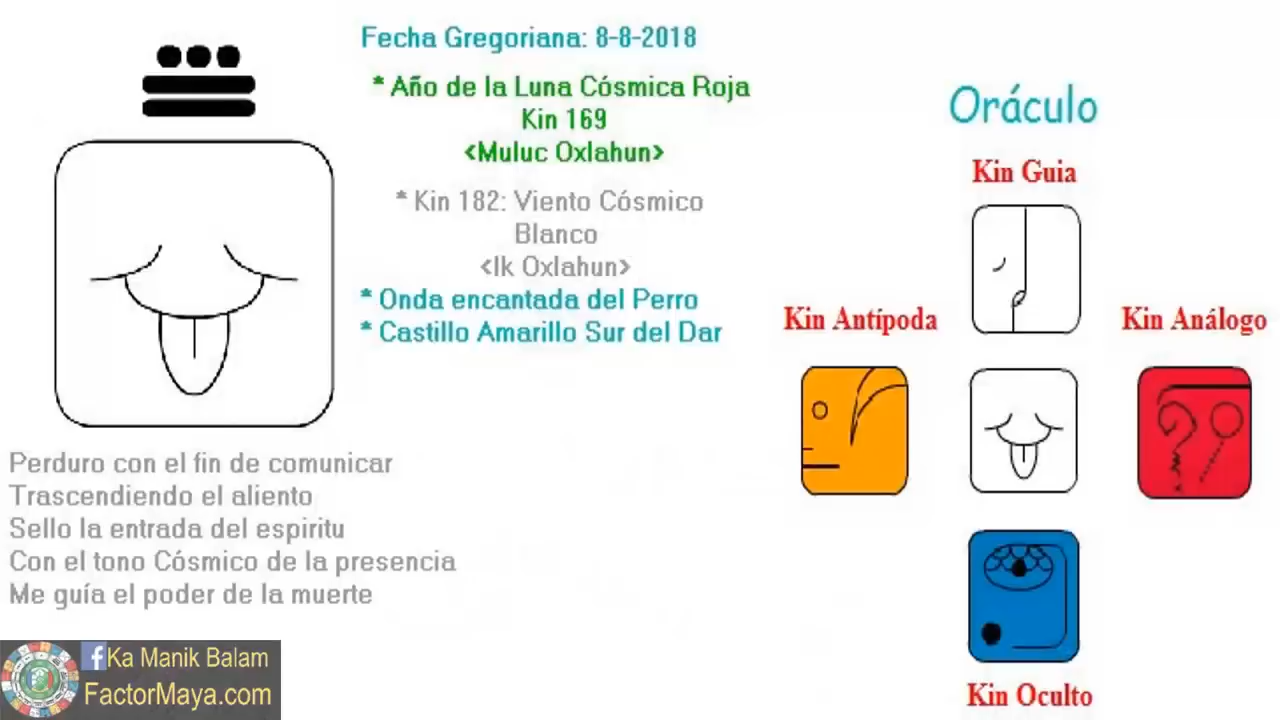 Fecha Gregoriana: 8-8-2018
* Año de la Luna Cósmica Roja
Kin 169
<Muluc Oxlahun>
* Kin 182: Viento Cósmico
Blanco
<Ik Oxlahun>
* Onda encantada del Perro
* Castillo Amarillo Sur del Dar
Perduro con el fin de comunicar
Trascendiendo el aliento
Sello la entrada del espiritu
Con el tono Cósmico de la presencia
Me guía el poder de la muerte
Oráculo
Kin Guia
Kin Antípoda
Kin Análogo
Kin Oculto
Ka Manik Balam
FactorMaya.com